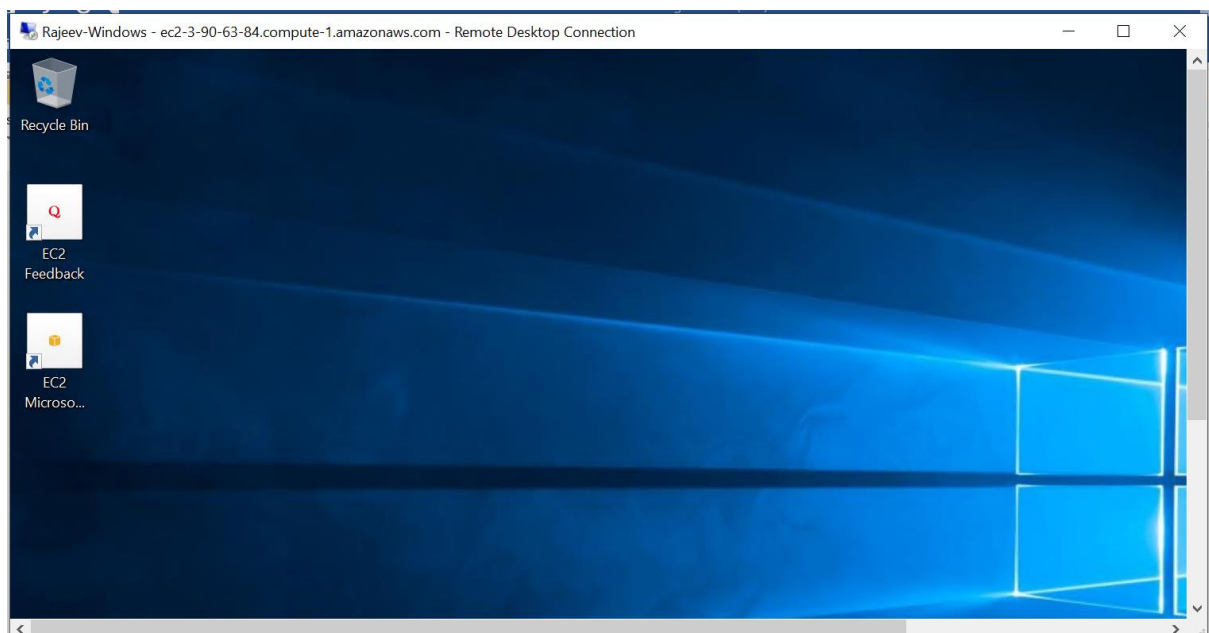 Rajeev-Windows - ec2-3-90-63-84.compute-1.amazonaws.com - Remote Desktop Connection
Recycle Bin
Q
EC2
Feedback
EC2
Microso...